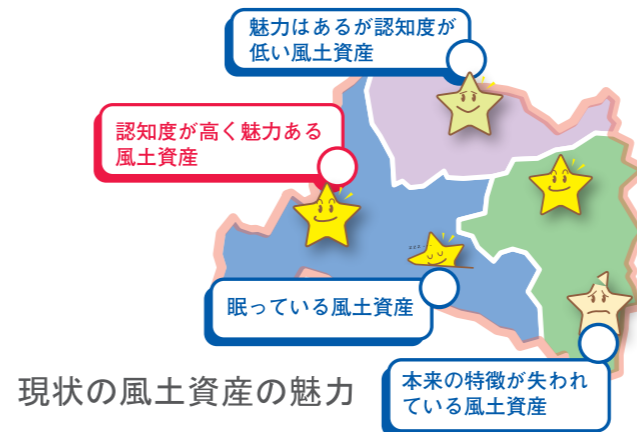 魅力はあるが認知度が
低い風土資産
認知度が高く魅力ある
風土資産
zzz
眠っている風土資産
本来の特徴が失われ
ている風土資産
現状の風土資産の魅力